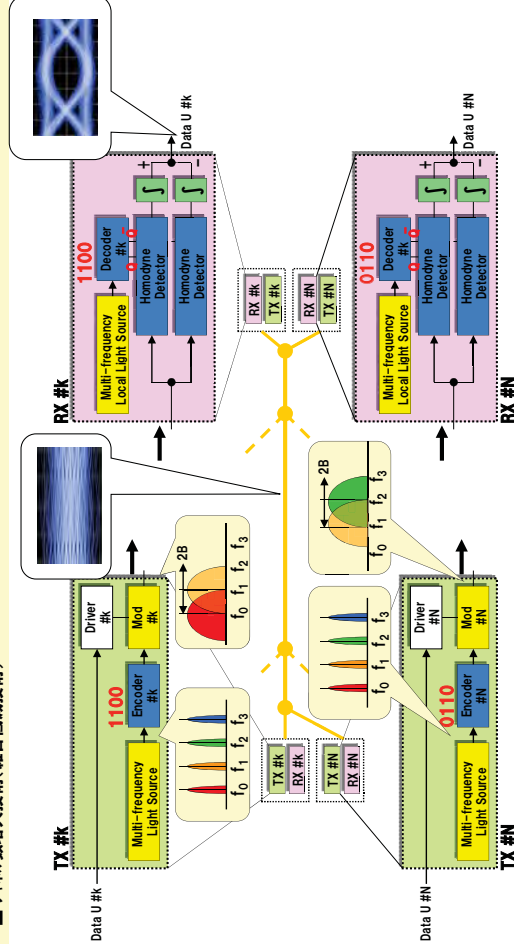 TX #k
Data U #k
Multi-frequency
Light Source
1100
Encoder
#k
Driver
#k
Mod
#k
f0 f1 f2 f3
2B
f0 f1 f2 f3
TX #k
RX #k
TX #N
RX #N
TX #N
Data U #N
Multi-frequency
Light Source
0110
Encoder
#N
Driver
#N
Mod
#N
f0 f1 f2 f3
2B
f0 f1 f2 f3
RX #k
Multi-frequency
Local Light Source
1100
Decoder
#k
Homodyne
Detector
Homodyne
Detector
∫
∫
+
-
Data U #k
RX #k
TX #k
RX #N
TX #N
RX #N
Multi-frequency
Local Light Source
0110
Decoder
#N
Homodyne
Detector
Homodyne
Detector
∫
∫
+
-
Data U #N